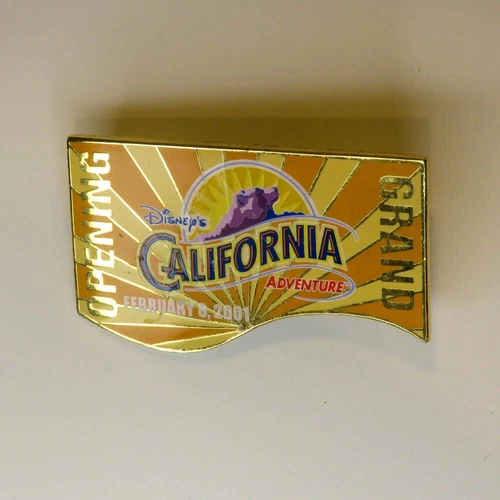 OPENING
GRAND
Disney's
CALIFORNIA
ADVENTURE
FEBRUARY 8, 2001